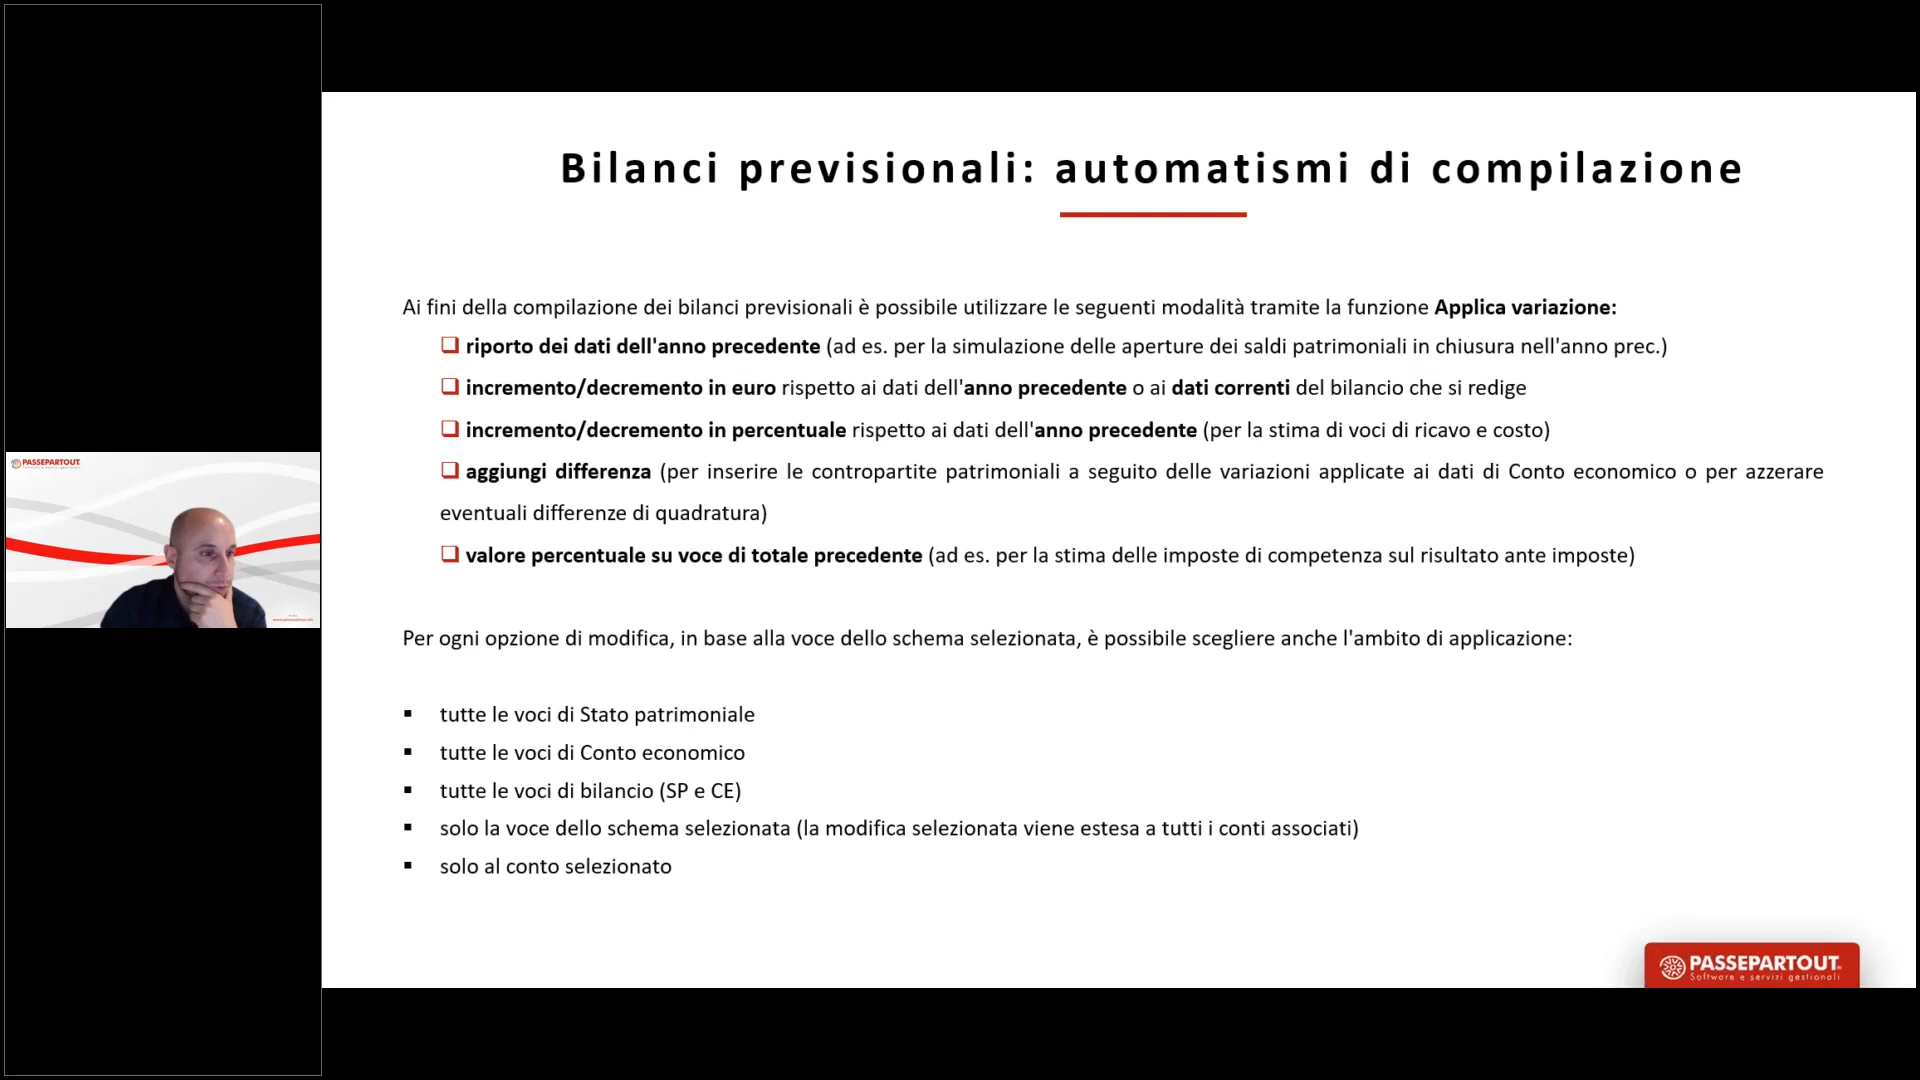 PASSEPARTOUT
Bilanci previsionali: automatismi di compilazione
Ai fini della compilazione dei bilanci previsionali è possibile utilizzare le seguenti modalità tramite la funzione Applica variazione:
riporto dei dati dell'anno precedente (ad es. per la simulazione delle aperture dei saldi patrimoniali in chiusura nell'anno prec.)
incremento/decremento in euro rispetto ai dati dell'anno precedente o ai dati correnti del bilancio che si redige
incremento/decremento in percentuale rispetto ai dati dell'anno precedente (per la stima di voci di ricavo e costo)
aggiungi differenza (per inserire le contropartite patrimoniali a seguito delle variazioni applicate ai dati di Conto economico o per azzerare
eventuali differenze di quadratura)
valore percentuale su voce di totale precedente (ad es. per la stima delle imposte di competenza sul risultato ante imposte)
Per ogni opzione di modifica, in base alla voce dello schema selezionata, è possibile scegliere anche l'ambito di applicazione:
▪ tutte le voci di Stato patrimoniale
▪ tutte le voci di Conto economico
▪ tutte le voci di bilancio (SP e CE)
▪ solo la voce dello schema selezionata (la modifica selezionata viene estesa a tutti i conti associati)
▪ solo al conto selezionato
PASSEPARTOUT
Software e servizi gestionali